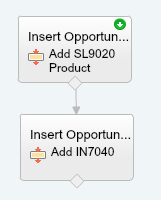 Insert Opportun...
Add SL9020
Product
Insert Opportun...
Add IN7040